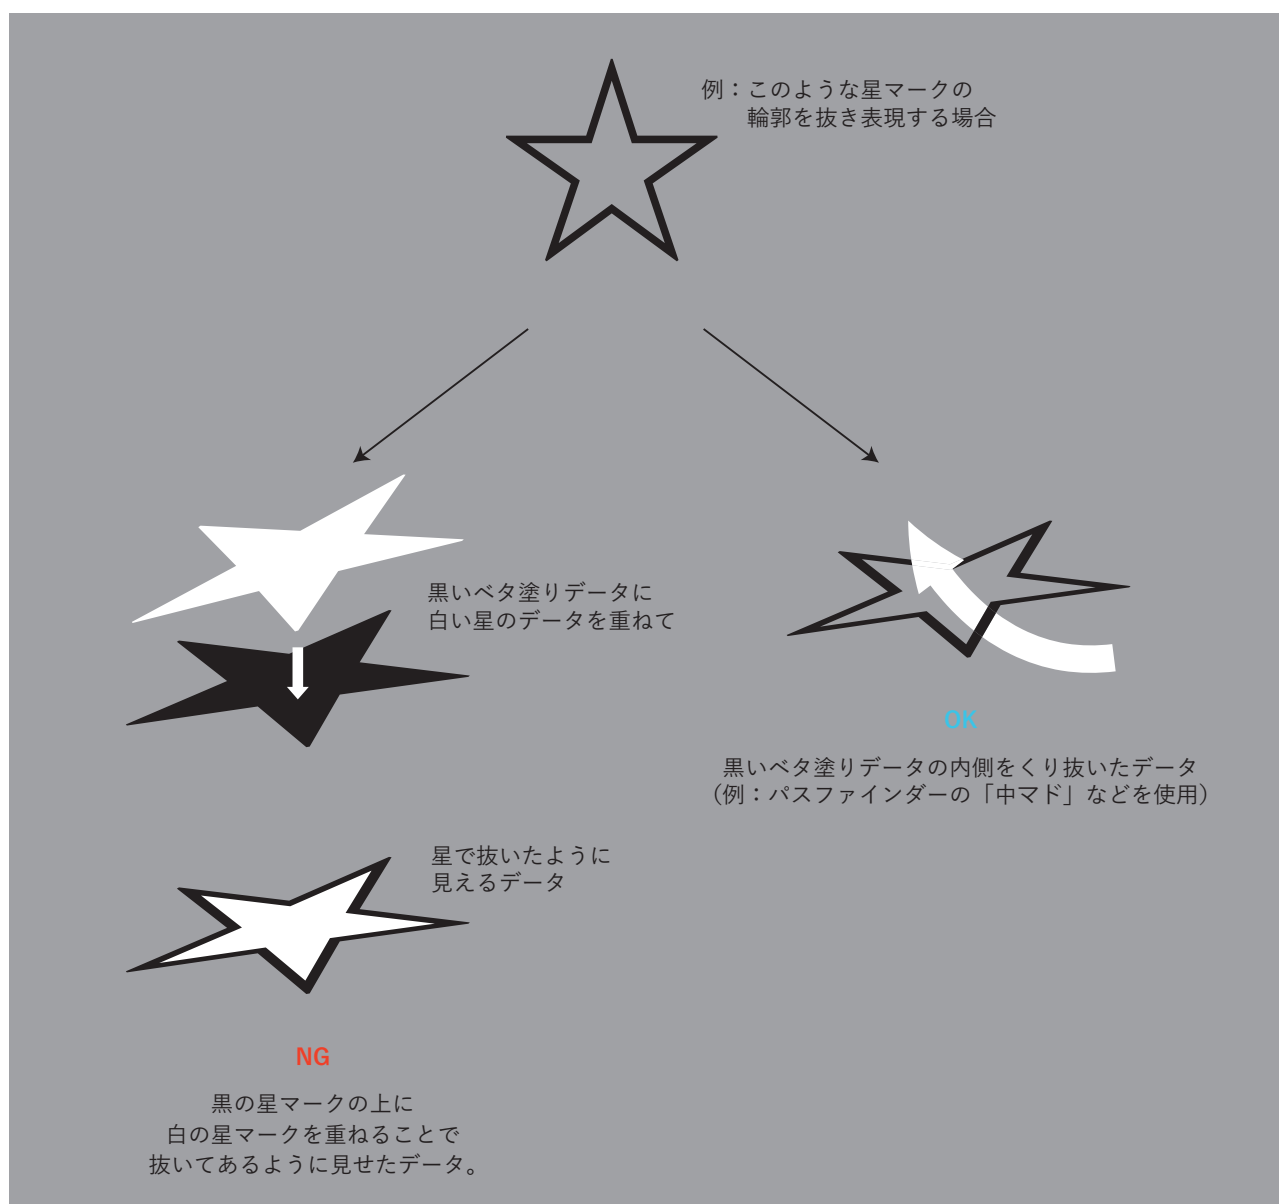 例：このような星マークの
輪郭を抜き表現する場合
黒いベタ塗りデータに
白い星のデータを重ねて
OK
黒いベタ塗りデータの内側をくり抜いたデータ
（例：パスファインダーの「中マド」などを使用）
星で抜いたように
見えるデータ
NG
黒の星マークの上に
白の星マークを重ねることで
抜いてあるように見せたデータ。